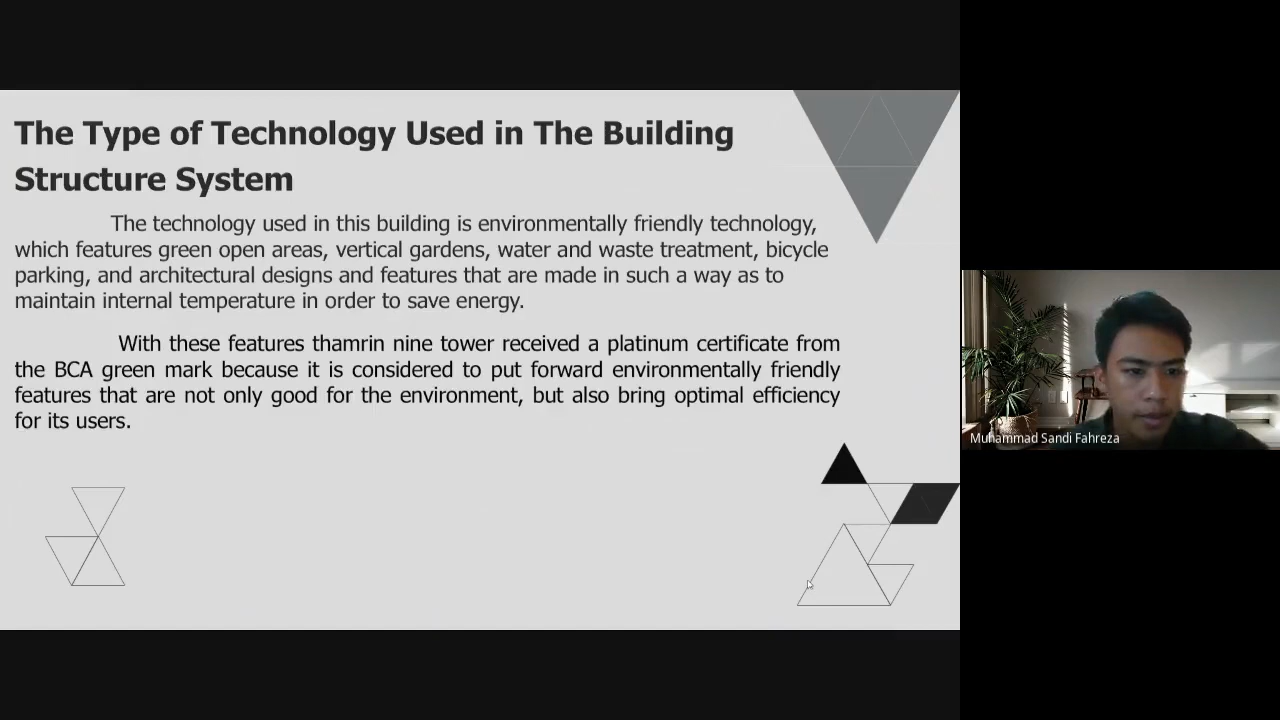 The Type of Technology Used in The Building
Structure System
The technology used in this building is environmentally friendly technology,
which features green open areas, vertical gardens, water and waste treatment, bicycle
parking, and architectural designs and features that are made in such a way as to
maintain internal temperature in order to save energy.
With these features thamrin nine tower received a platinum certificate from
the BCA green mark because it is considered to put forward environmentally friendly
features that are not only good for the environment, but also bring optimal efficiency
for its users.
Muhammad Sandi Fahreza